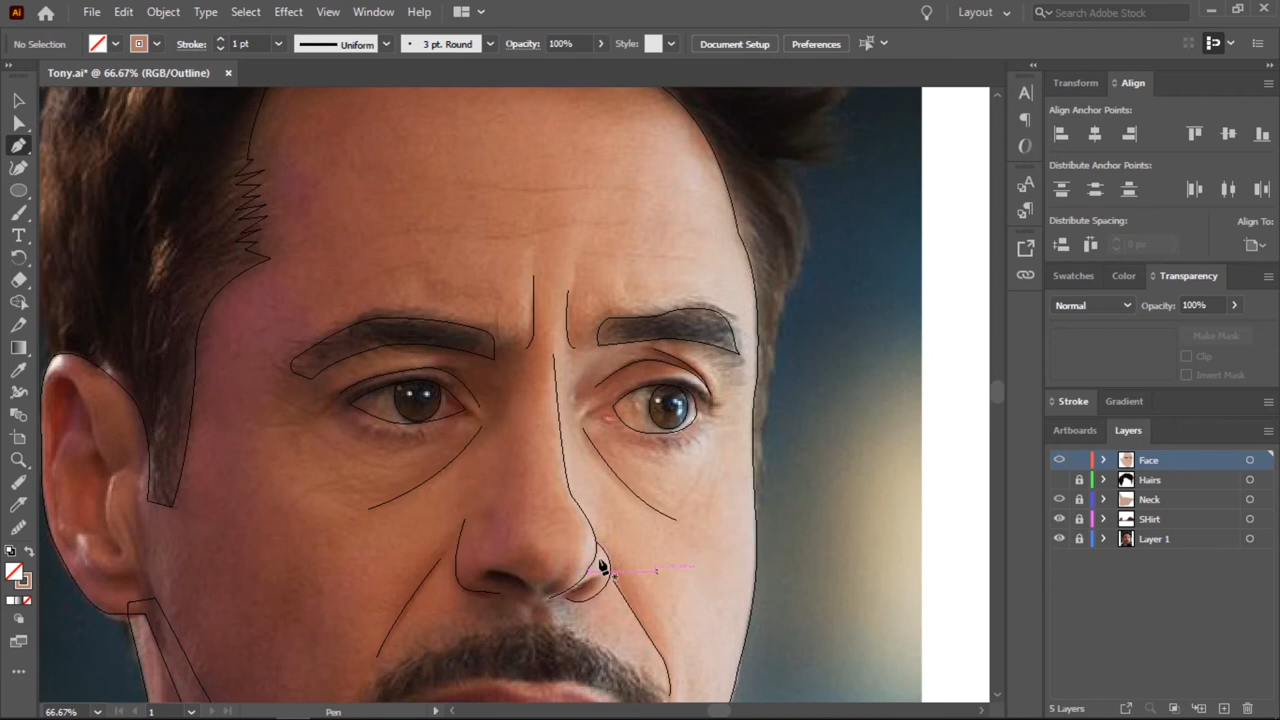 Ai File Edit Object Type Select Effect View Window Help Layout Search Adobe Stock
No Selection Stroke: 1 pt Uniform 3 pt. Round Opacity: 100% Style: Document Setup Preferences
Tony.ai* @ 66.67% (RGB/Outline) ×
Transform Align
Align Anchor Points:
Distribute Anchor Points:
Distribute Spacing: Align To:
0 px
Swatches Color Transparency
Normal Opacity: 100%
Make Mask
Clip
Invert Mask
Stroke Gradient
Artboards Layers
Face
Hairs
Neck
SHirt
Layer 1
66.67% 1 Pen 5 Layers